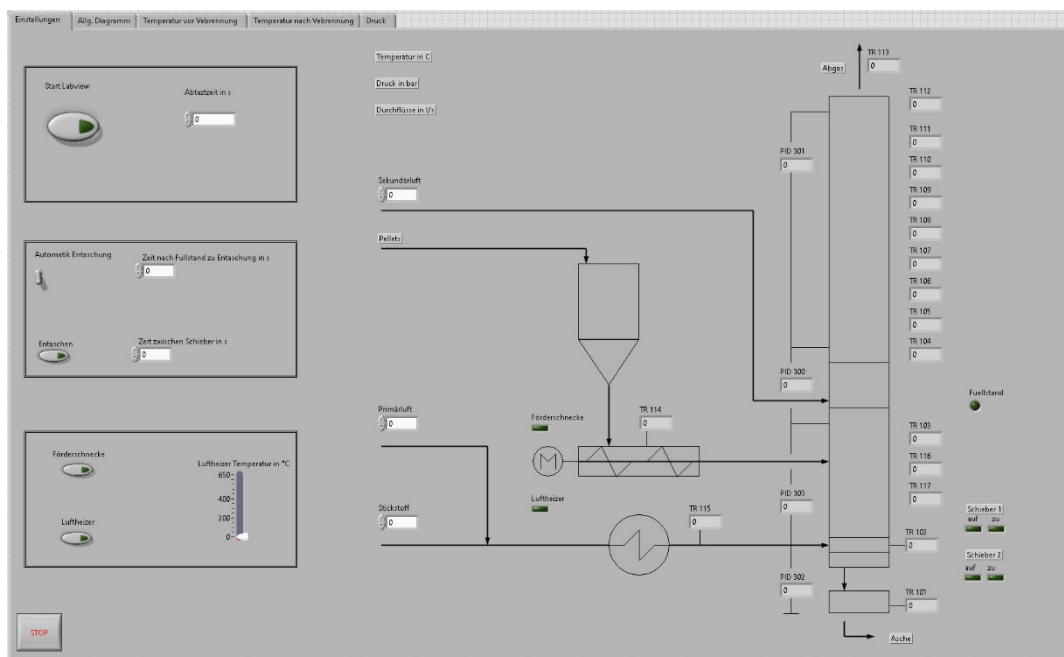 Einstellungen
Allg. Diagramm
Temperatur vor Vebrennung
Temperatur nach Vebrennung
Druck
Start Labview
Abtaztzeit in s
0
Automatik Entaschung
Zeit nach Fullstand zu Entaschung in s
0
Entaschen
Zeit zwischen Schieber in s
0
Förderschnecke
Luftheizer Temperatur in °C
650
400
200
0
Luftheizer
STOP
Temperatur in C
Druck in bar
Durchflüsse in l/s
Sekundärluft
0
Pellets
Primärluft
0
Stickstoff
0
Förderschnecke
M
Luftheizer
TR 114
0
TR 115
0
Abgas
TR 113
0
PID 301
0
PID 300
0
PID 303
0
PID 302
0
TR 112
0
TR 111
0
TR 110
0
TR 109
0
TR 108
0
TR 107
0
TR 106
0
TR 105
0
TR 104
0
TR 103
0
TR 116
0
TR 117
0
TR 102
0
TR 101
0
Asche
Fuellstand
Schieber 1
auf zu
Schieber 2
auf zu